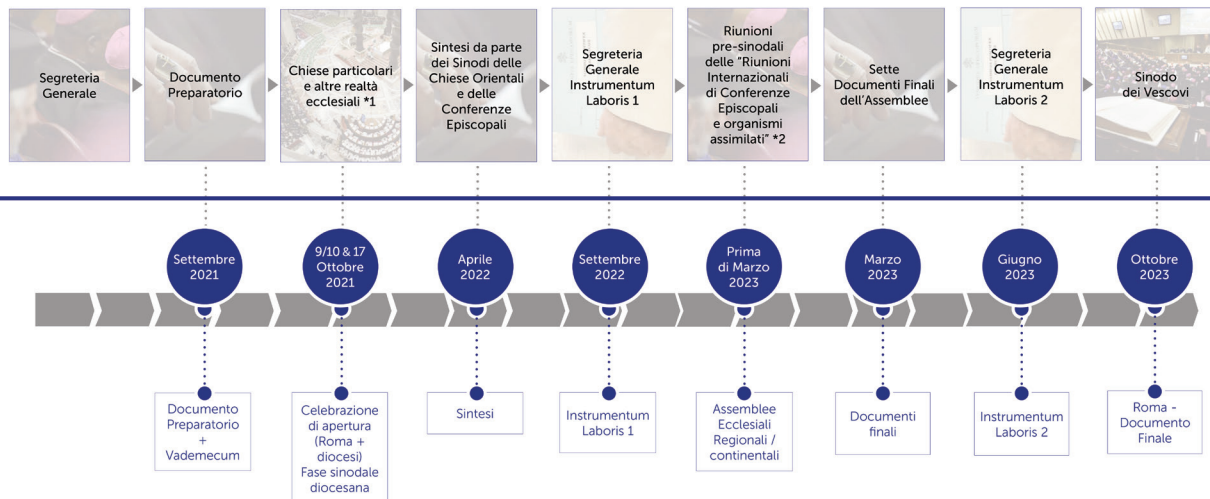 Segreteria
Generale
Documento
Preparatorio
Chiese particolari
e altre realtà
ecclesiali *1
Sintesi da parte
dei Sinodi delle
Chiese Orientali
e delle
Conferenze
Episcopali
Segreteria
Generale
Instrumentum
Laboris 1
Riunioni
pre-sinodali
delle "Riunioni
Internazionali
di Conferenze
Episcopali
e organismi
assimilati" *2
Sette
Documenti Finali
dell'Assemblee
Segreteria
Generale
Instrumentum
Laboris 2
Sinodo
dei Vescovi
Settembre
2021
9/10 & 17
Ottobre
2021
Aprile
2022
Settembre
2022
Prima
di Marzo
2023
Marzo
2023
Giugno
2023
Ottobre
2023
Documento
Preparatorio
+
Vademecum
Celebrazione
di apertura
(Roma +
diocesi)
Fase sinodale
diocesana
Sintesi
Instrumentum
Laboris 1
Assemblee
Ecclesiali
Regionali /
continentali
Documenti
finali
Instrumentum
Laboris 2
Roma -
Documento
Finale